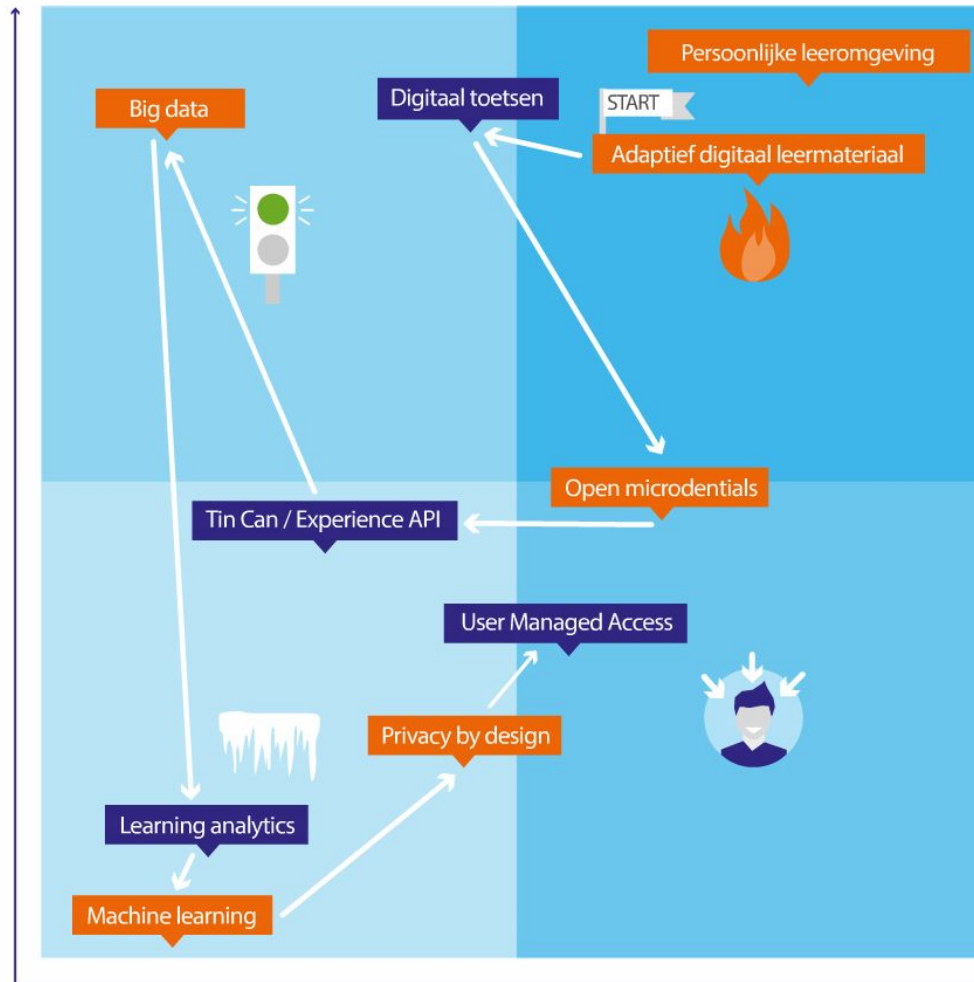 Persoonlijke leeromgeving
Big data
Digitaal toetsen
START
Adaptief digitaal leermateriaal
Open microdentials
Tin Can / Experience API
User Managed Access
Privacy by design
Learning analytics
Machine learning